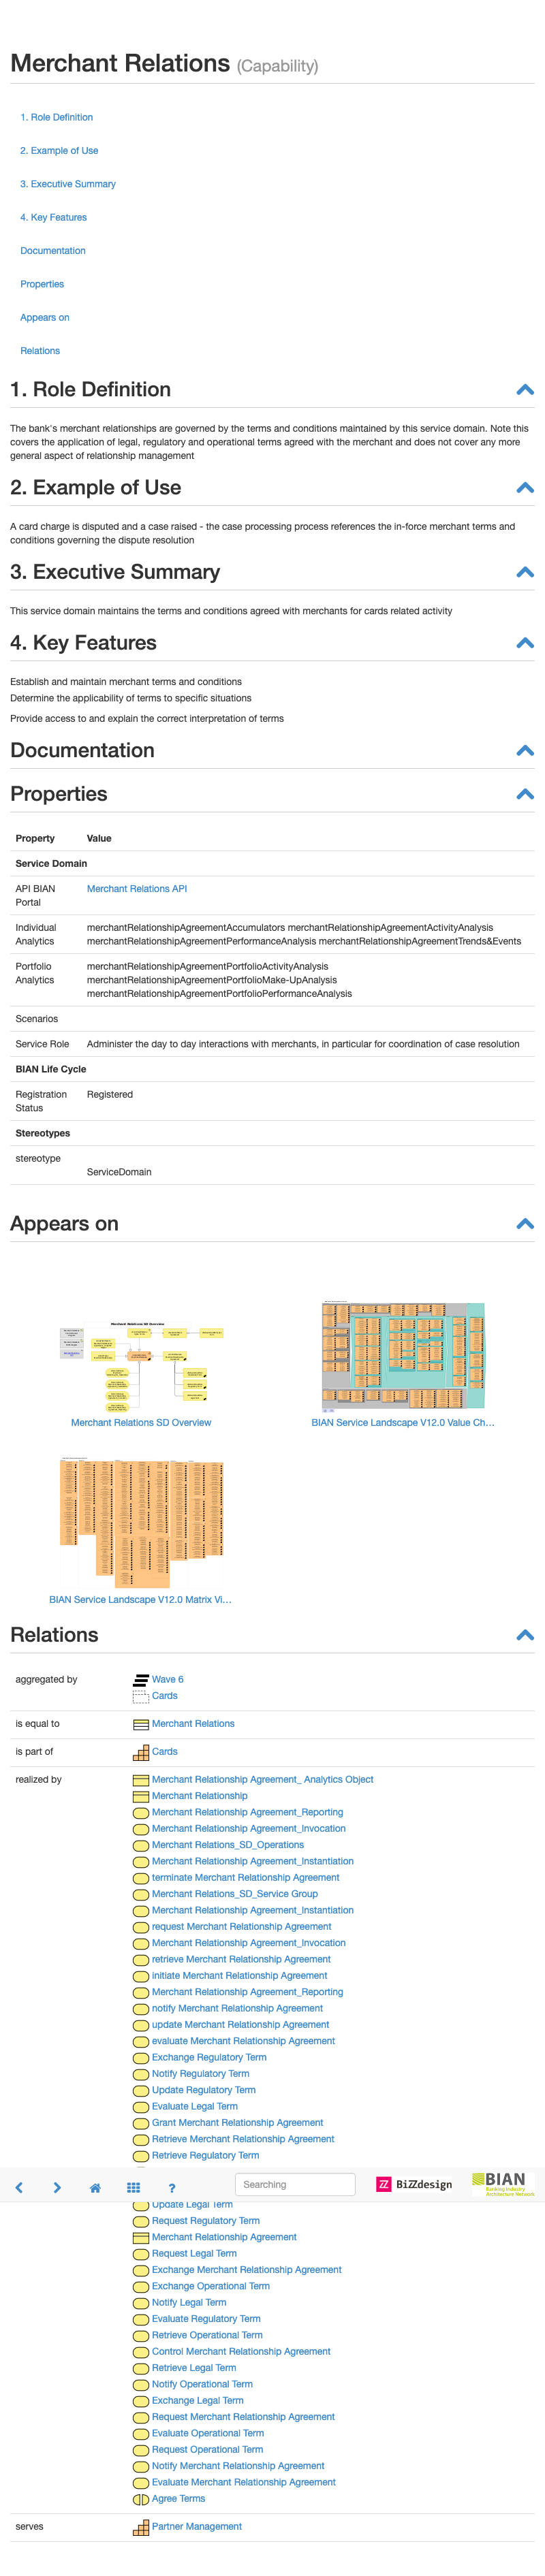 Merchant Relations (Capability)
1. Role Definition
2. Example of Use
3. Executive Summary
4. Key Features
Documentation
Properties
Appears on
Relations
1. Role Definition
The bank's merchant relationships are governed by the terms and conditions maintained by this service domain. Note this
covers the application of legal, regulatory and operational terms agreed with the merchant and does not cover any more
general aspect of relationship management
2. Example of Use
A card charge is disputed and a case raised - the case processing process references the in-force merchant terms and
conditions governing the dispute resolution
3. Executive Summary
This service domain maintains the terms and conditions agreed with merchants for cards related activity
4. Key Features
Establish and maintain merchant terms and conditions
Determine the applicability of terms to specific situations
Provide access to and explain the correct interpretation of terms
Documentation
Properties
Property Value
Service Domain
API BIAN Merchant Relations API
Portal
Individual merchantRelationshipAgreementAccumulators merchantRelationshipAgreementActivityAnalysis
Analytics merchantRelationshipAgreementPerformanceAnalysis merchantRelationshipAgreementTrends&Events
Portfolio merchantRelationshipAgreementPortfolioActivityAnalysis
Analytics merchantRelationshipAgreementPortfolioMake-UpAnalysis
merchantRelationshipAgreementPortfolioPerformanceAnalysis
Scenarios
Service Role Administer the day to day interactions with merchants, in particular for coordination of case resolution
BIAN Life Cycle
Registration Registered
Status
Stereotypes
stereotype
ServiceDomain
Appears on
Merchant Relations SD Overview
Merchant Relations SD Overview
BIAN Service Landscape V12.0 Value Ch...
BIAN Service Landscape V12.0 Matrix Vi...
Relations
aggregated by Wave 6
Cards
is equal to Merchant Relations
is part of Cards
realized by Merchant Relationship Agreement_ Analytics Object
Merchant Relationship
Merchant Relationship Agreement_Reporting
Merchant Relationship Agreement_Invocation
Merchant Relations_SD_Operations
Merchant Relationship Agreement_Instantiation
terminate Merchant Relationship Agreement
Merchant Relations_SD_Service Group
Merchant Relationship Agreement_Instantiation
request Merchant Relationship Agreement
Merchant Relationship Agreement_Invocation
retrieve Merchant Relationship Agreement
initiate Merchant Relationship Agreement
Merchant Relationship Agreement_Reporting
notify Merchant Relationship Agreement
update Merchant Relationship Agreement
evaluate Merchant Relationship Agreement
Exchange Regulatory Term
Notify Regulatory Term
Update Regulatory Term
Evaluate Legal Term
Grant Merchant Relationship Agreement
Retrieve Merchant Relationship Agreement
Retrieve Regulatory Term
? Searching BiZZdesign BIAN
Banking Industry
Architecture Network
Update Legal Term
Request Regulatory Term
Merchant Relationship Agreement
Request Legal Term
Exchange Merchant Relationship Agreement
Exchange Operational Term
Notify Legal Term
Evaluate Regulatory Term
Retrieve Operational Term
Control Merchant Relationship Agreement
Retrieve Legal Term
Notify Operational Term
Exchange Legal Term
Request Merchant Relationship Agreement
Evaluate Operational Term
Request Operational Term
Notify Merchant Relationship Agreement
Evaluate Merchant Relationship Agreement
Agree Terms
serves Partner Management